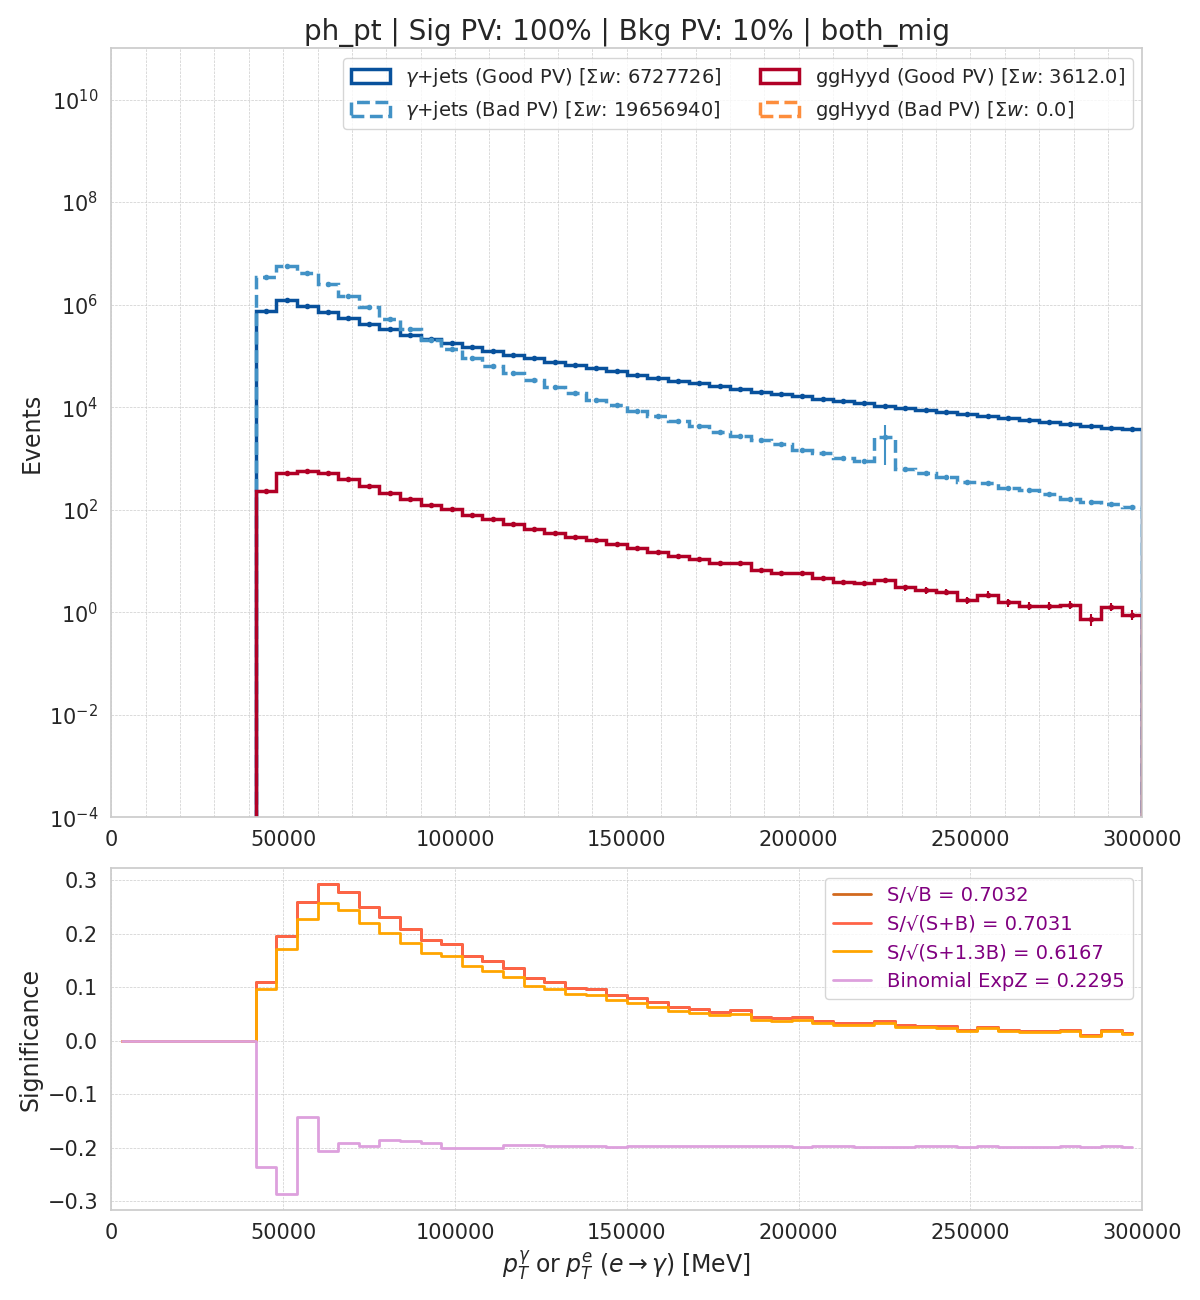 ph_pt | Sig PV: 100% | Bkg PV: 10% | both_mig
γ+jets (Good PV) [Σw: 6727726]
γ+jets (Bad PV) [Σw: 19656940]
ggHyyd (Good PV) [Σw: 3612.0]
ggHyyd (Bad PV) [Σw: 0.0]
Events
10^10
10^8
10^6
10^4
10^2
10^0
10^−2
10^−4
0 50000 100000 150000 200000 250000 300000
Significance
0.3
0.2
0.1
0.0
−0.1
−0.2
−0.3
S/√B = 0.7032
S/√(S+B) = 0.7031
S/√(S+1.3B) = 0.6167
Binomial ExpZ = 0.2295
0 50000 100000 150000 200000 250000 300000
p_T^γ or p_T^e (e→γ) [MeV]